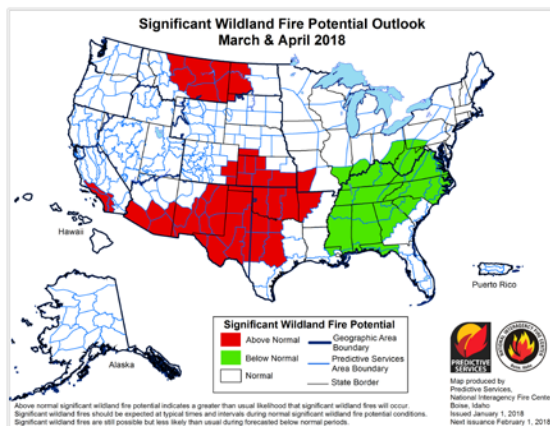 Significant Wildland Fire Potential Outlook
March & April 2018
Hawaii
Alaska
Puerto Rico
Significant Wildland Fire Potential
Above Normal
Below Normal
Normal
Geographic Area
Boundary
Predictive Services
Area Boundary
State Border
PREDICTIVE
SERVICES
NATIONAL INTERAGENCY FIRE CENTER
Map produced by
Predictive Services,
National Interagency Fire Cente
Boise, Idaho
Issued January 1, 2018
Next issuance February 1, 2018
Above normal significant wildland fire potential indicates a greater than usual likelihood that significant wildland fires will occur.
Significant wildland fires should be expected at typical times and intervals during normal significant wildland fire potential conditions.
Significant wildland fires are still possible but less likely than usual during forecasted below normal periods.